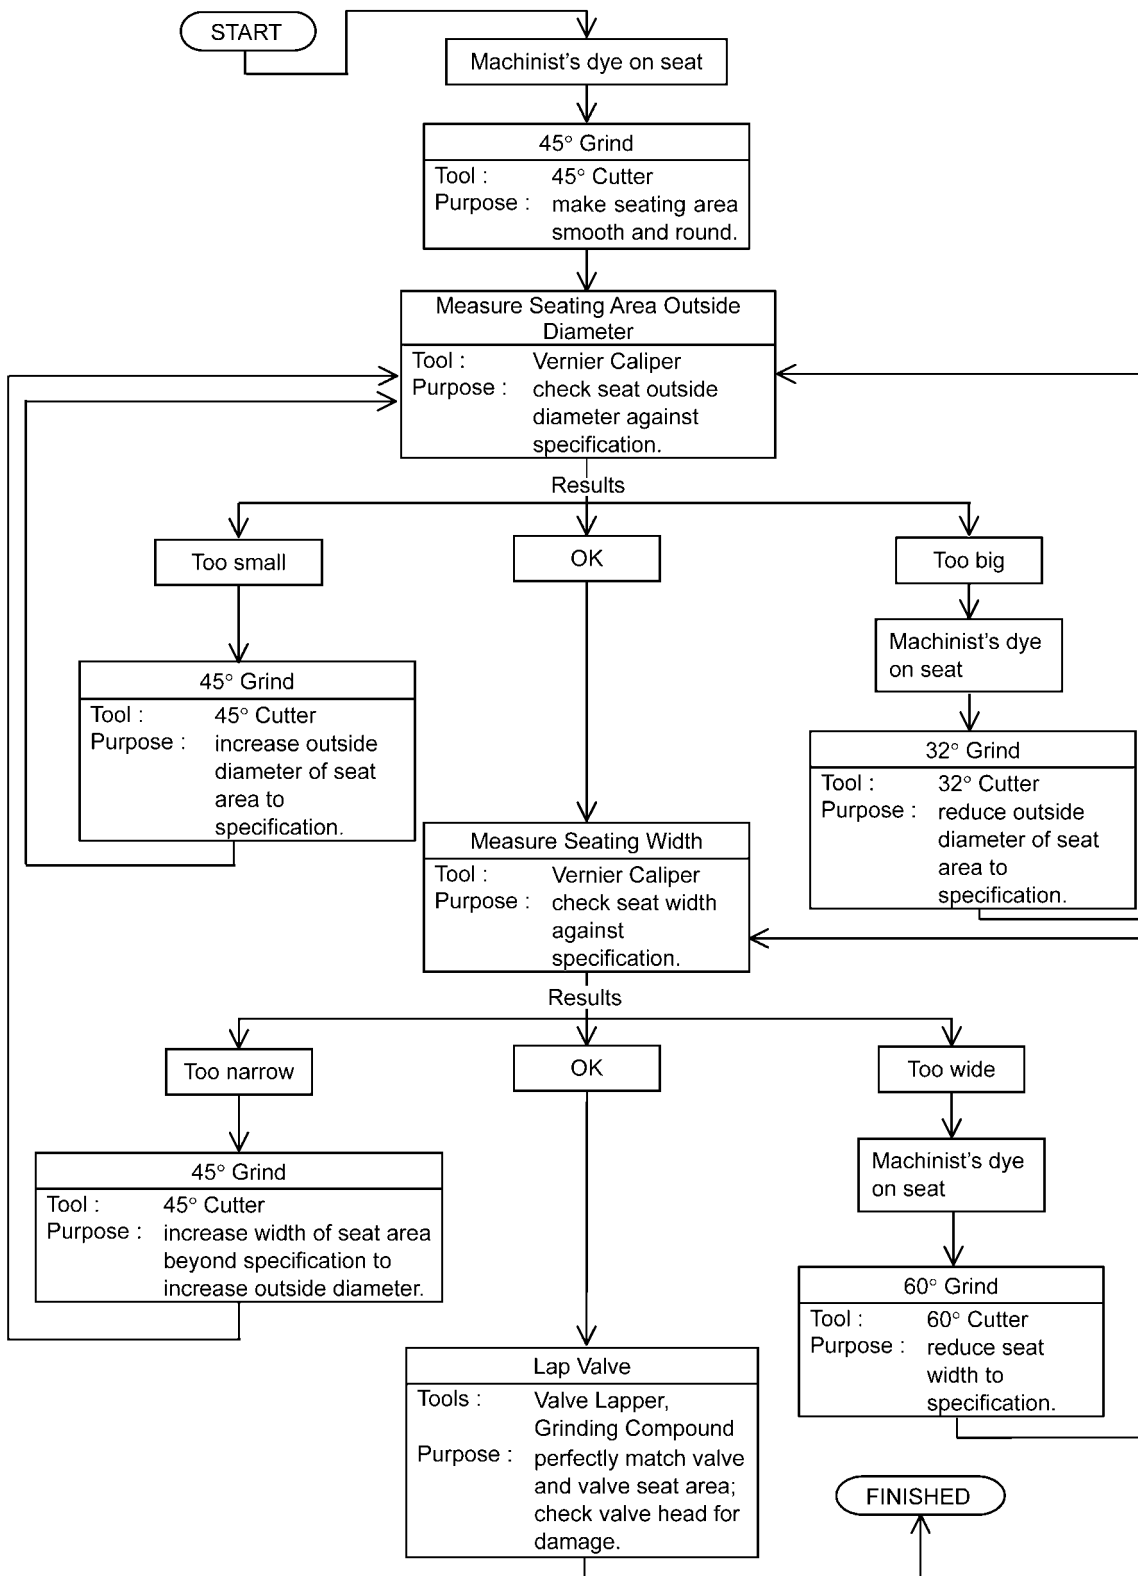 START
Machinist's dye on seat
45° Grind
Tool : 45° Cutter
Purpose : make seating area
smooth and round.
Measure Seating Area Outside
Diameter
Tool : Vernier Caliper
Purpose : check seat outside
diameter against
specification.
Results
Too small
OK
Too big
Machinist's dye
on seat
45° Grind
Tool : 45° Cutter
Purpose : increase outside
diameter of seat
area to
specification.
32° Grind
Tool : 32° Cutter
Purpose : reduce outside
diameter of seat
area to
specification.
Measure Seating Width
Tool : Vernier Caliper
Purpose : check seat width
against
specification.
Results
Too narrow
OK
Too wide
Machinist's dye
on seat
45° Grind
Tool : 45° Cutter
Purpose : increase width of seat area
beyond specification to
increase outside diameter.
60° Grind
Tool : 60° Cutter
Purpose : reduce seat
width to
specification.
Lap Valve
Tools : Valve Lapper,
Grinding Compound
Purpose : perfectly match valve
and valve seat area;
check valve head for
damage.
FINISHED